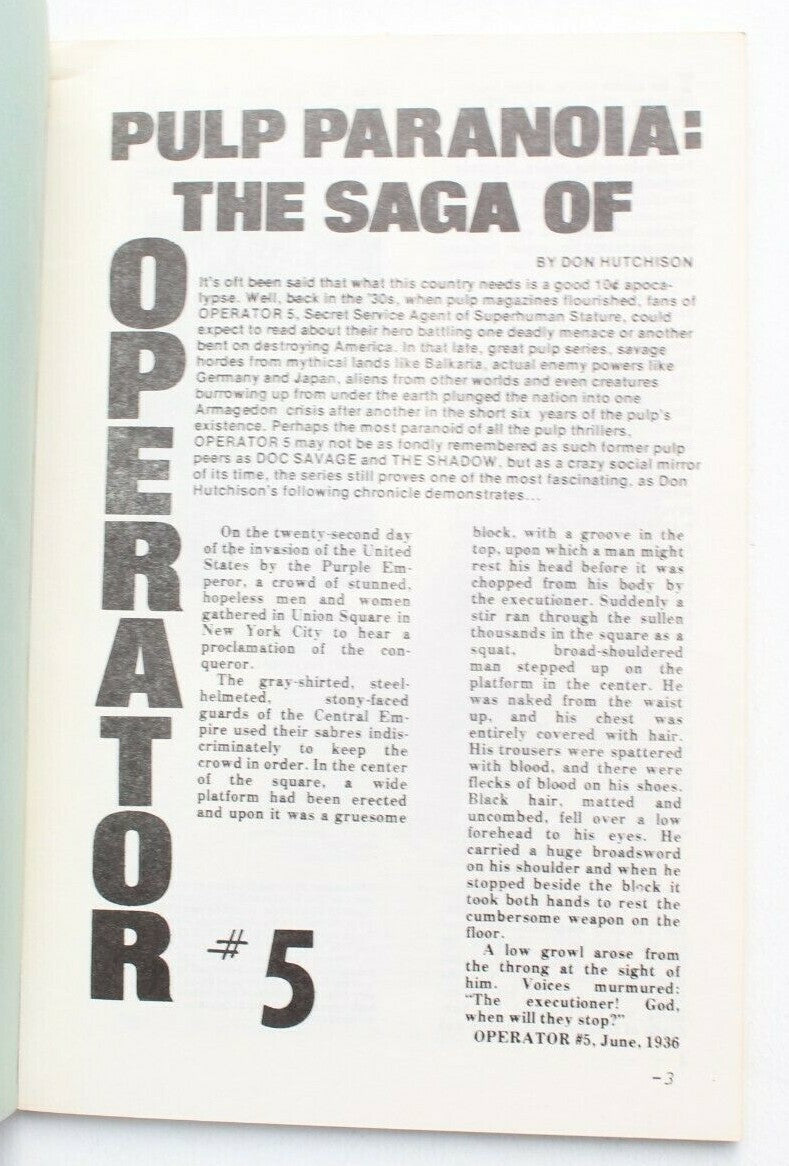 PULP PARANOIA:
THE SAGA OF
OPERATOR
# 5
BY DON HUTCHISON
It's oft been said that what this country needs is a good 10¢ apoca-
lypse. Well, back in the '30s, when pulp magazines flourished, fans of
OPERATOR 5, Secret Service Agent of Superhuman Stature, could
expect to read about their hero battling one deadly menace or another
bent on destroying America. In that late, great pulp series, savage
hordes from mythical lands like Balkaria, actual enemy powers like
Germany and Japan, aliens from other worlds and even creatures
burrowing up from under the earth plunged the nation into one
Armagedon crisis after another in the short six years of the pulp's
existence. Perhaps the most paranoid of all the pulp thrillers,
OPERATOR 5 may not be as fondly remembered as such former pulp
peers as DOC SAVAGE and THE SHADOW, but as a crazy social mirror
of its time, the series still proves one of the most fascinating, as Don
Hutchison's following chronicle demonstrates...
On the twenty-second day
of the invasion of the United
States by the Purple Em-
peror, a crowd of stunned,
hopeless men and women
gathered in Union Square in
New York City to hear a
proclamation of the con-
queror.
The gray-shirted, steel-
helmeted, stony-faced
guards of the Central Em-
pire used their sabres indis-
criminately to keep the
crowd in order. In the center
of the square, a wide
platform had been erected
and upon it was a gruesome
block, with a groove in the
top, upon which a man might
rest his head before it was
chopped from his body by
the executioner. Suddenly a
stir ran through the sullen
thousands in the square as a
squat, broad-shouldered
man stepped up on the
platform in the center. He
was naked from the waist
up, and his chest was
entirely covered with hair.
His trousers were spattered
with blood, and there were
flecks of blood on his shoes.
Black hair, matted and
uncombed, fell over a low
forehead to his eyes. He
carried a huge broadsword
on his shoulder and when he
stopped beside the block it
took both hands to rest the
cumbersome weapon on the
floor.
A low growl arose from
the throng at the sight of
him. Voices murmured:
"The executioner! God,
when will they stop?"
OPERATOR #5, June, 1936
-3